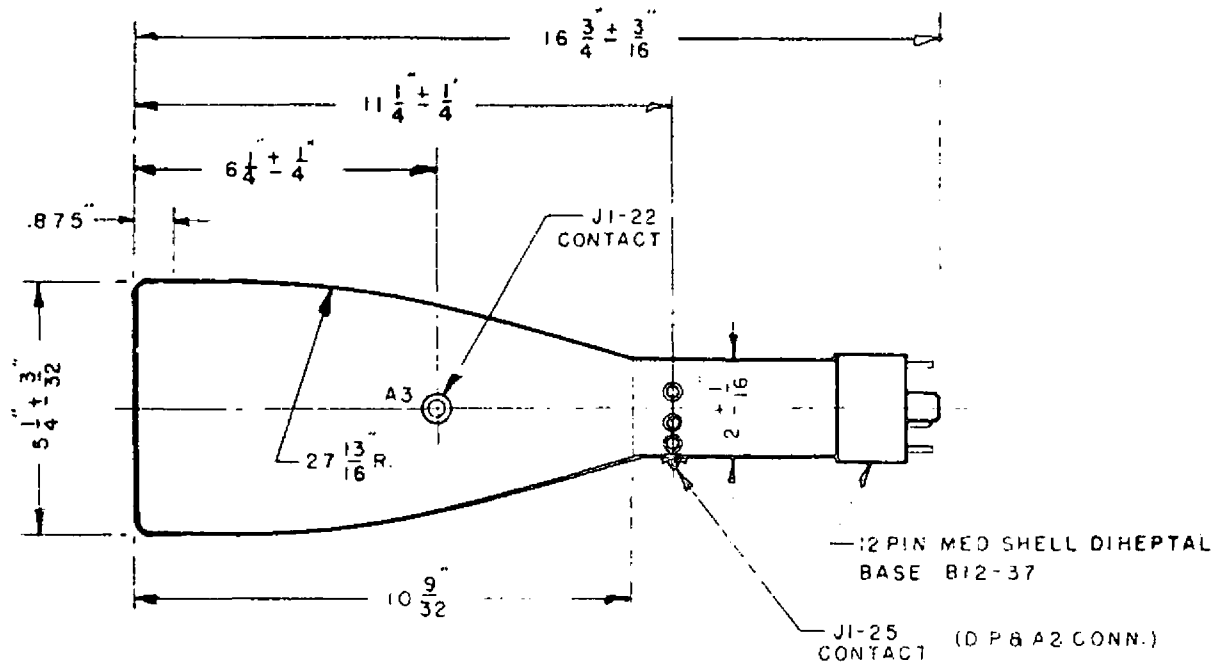 16 3/4" ± 3/16"
11 1/4" ± 1/4'
6 1/4" ± 1/4"
.875"
J1-22
CONTACT
5 1/4" ± 3/32"
A3
2 ± 1/16"
27 13/16" R.
12 PIN MED SHELL DIHEPTAL
BASE B12-37
10 9/32"
J1-25 (D P & A2 CONN.)
CONTACT